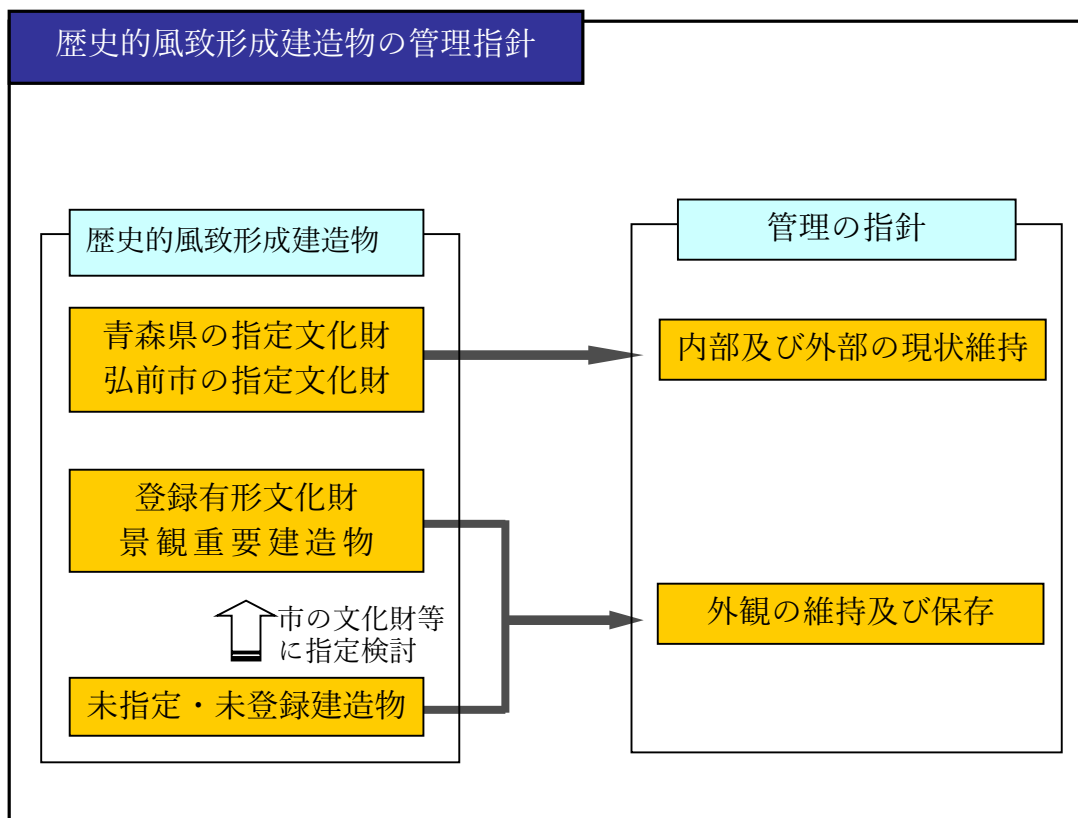 歴史的風致形成建造物の管理指針
歴史的風致形成建造物
青森県の指定文化財
弘前市の指定文化財
登録有形文化財
景観重要建造物
市の文化財等
に指定検討
未指定・未登録建造物
管理の指針
内部及び外部の現状維持
外観の維持及び保存